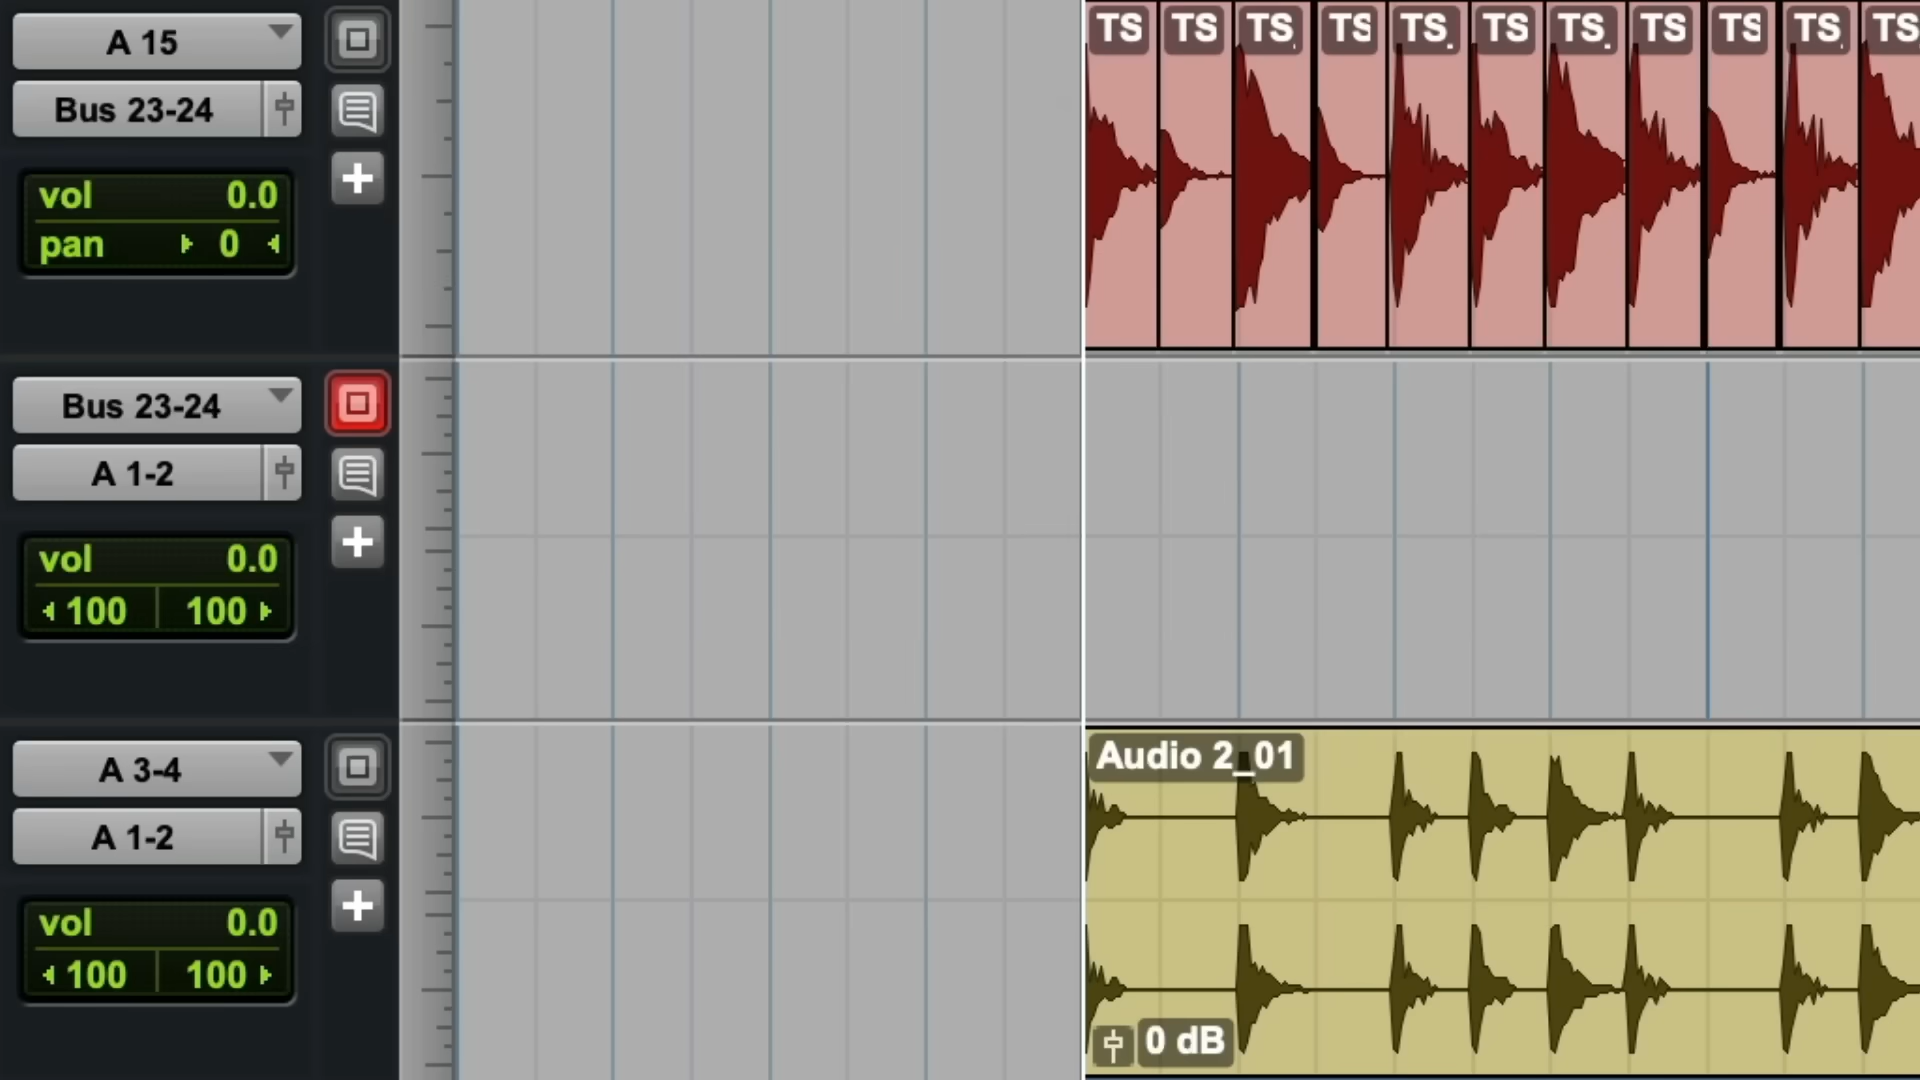 A 15
Bus 23-24
vol 0.0
pan 0
TS TS TS TS TS TS TS TS TS TS TS
Bus 23-24
A 1-2
vol 0.0
100 100
A 3-4
A 1-2
vol 0.0
100 100
Audio 2_01
0 dB